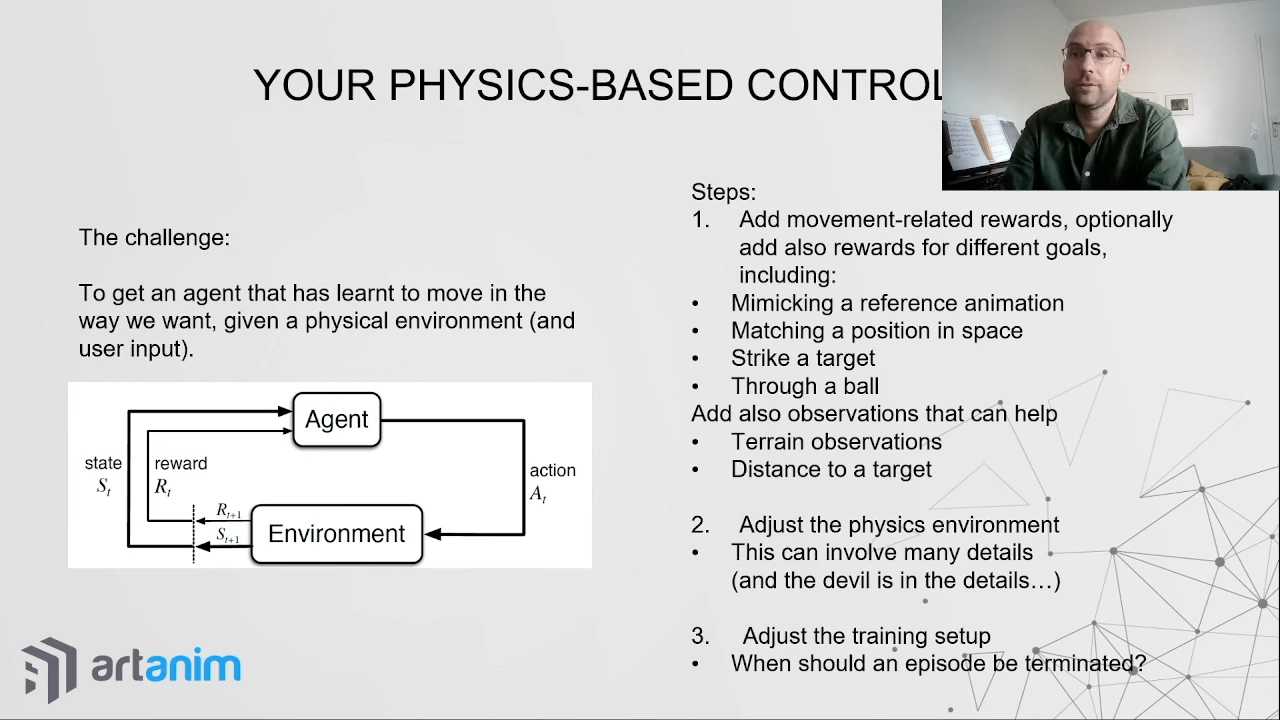 YOUR PHYSICS-BASED CONTROL
The challenge:
To get an agent that has learnt to move in the
way we want, given a physical environment (and
user input).
Agent
state
S_t
reward
R_t
action
A_t
R_{t+1}
S_{t+1}
Environment
artanim
Steps:
1. Add movement-related rewards, optionally
add also rewards for different goals,
including:
• Mimicking a reference animation
• Matching a position in space
• Strike a target
• Through a ball
Add also observations that can help
• Terrain observations
• Distance to a target
2. Adjust the physics environment
• This can involve many details
(and the devil is in the details…)
3. Adjust the training setup
• When should an episode be terminated?